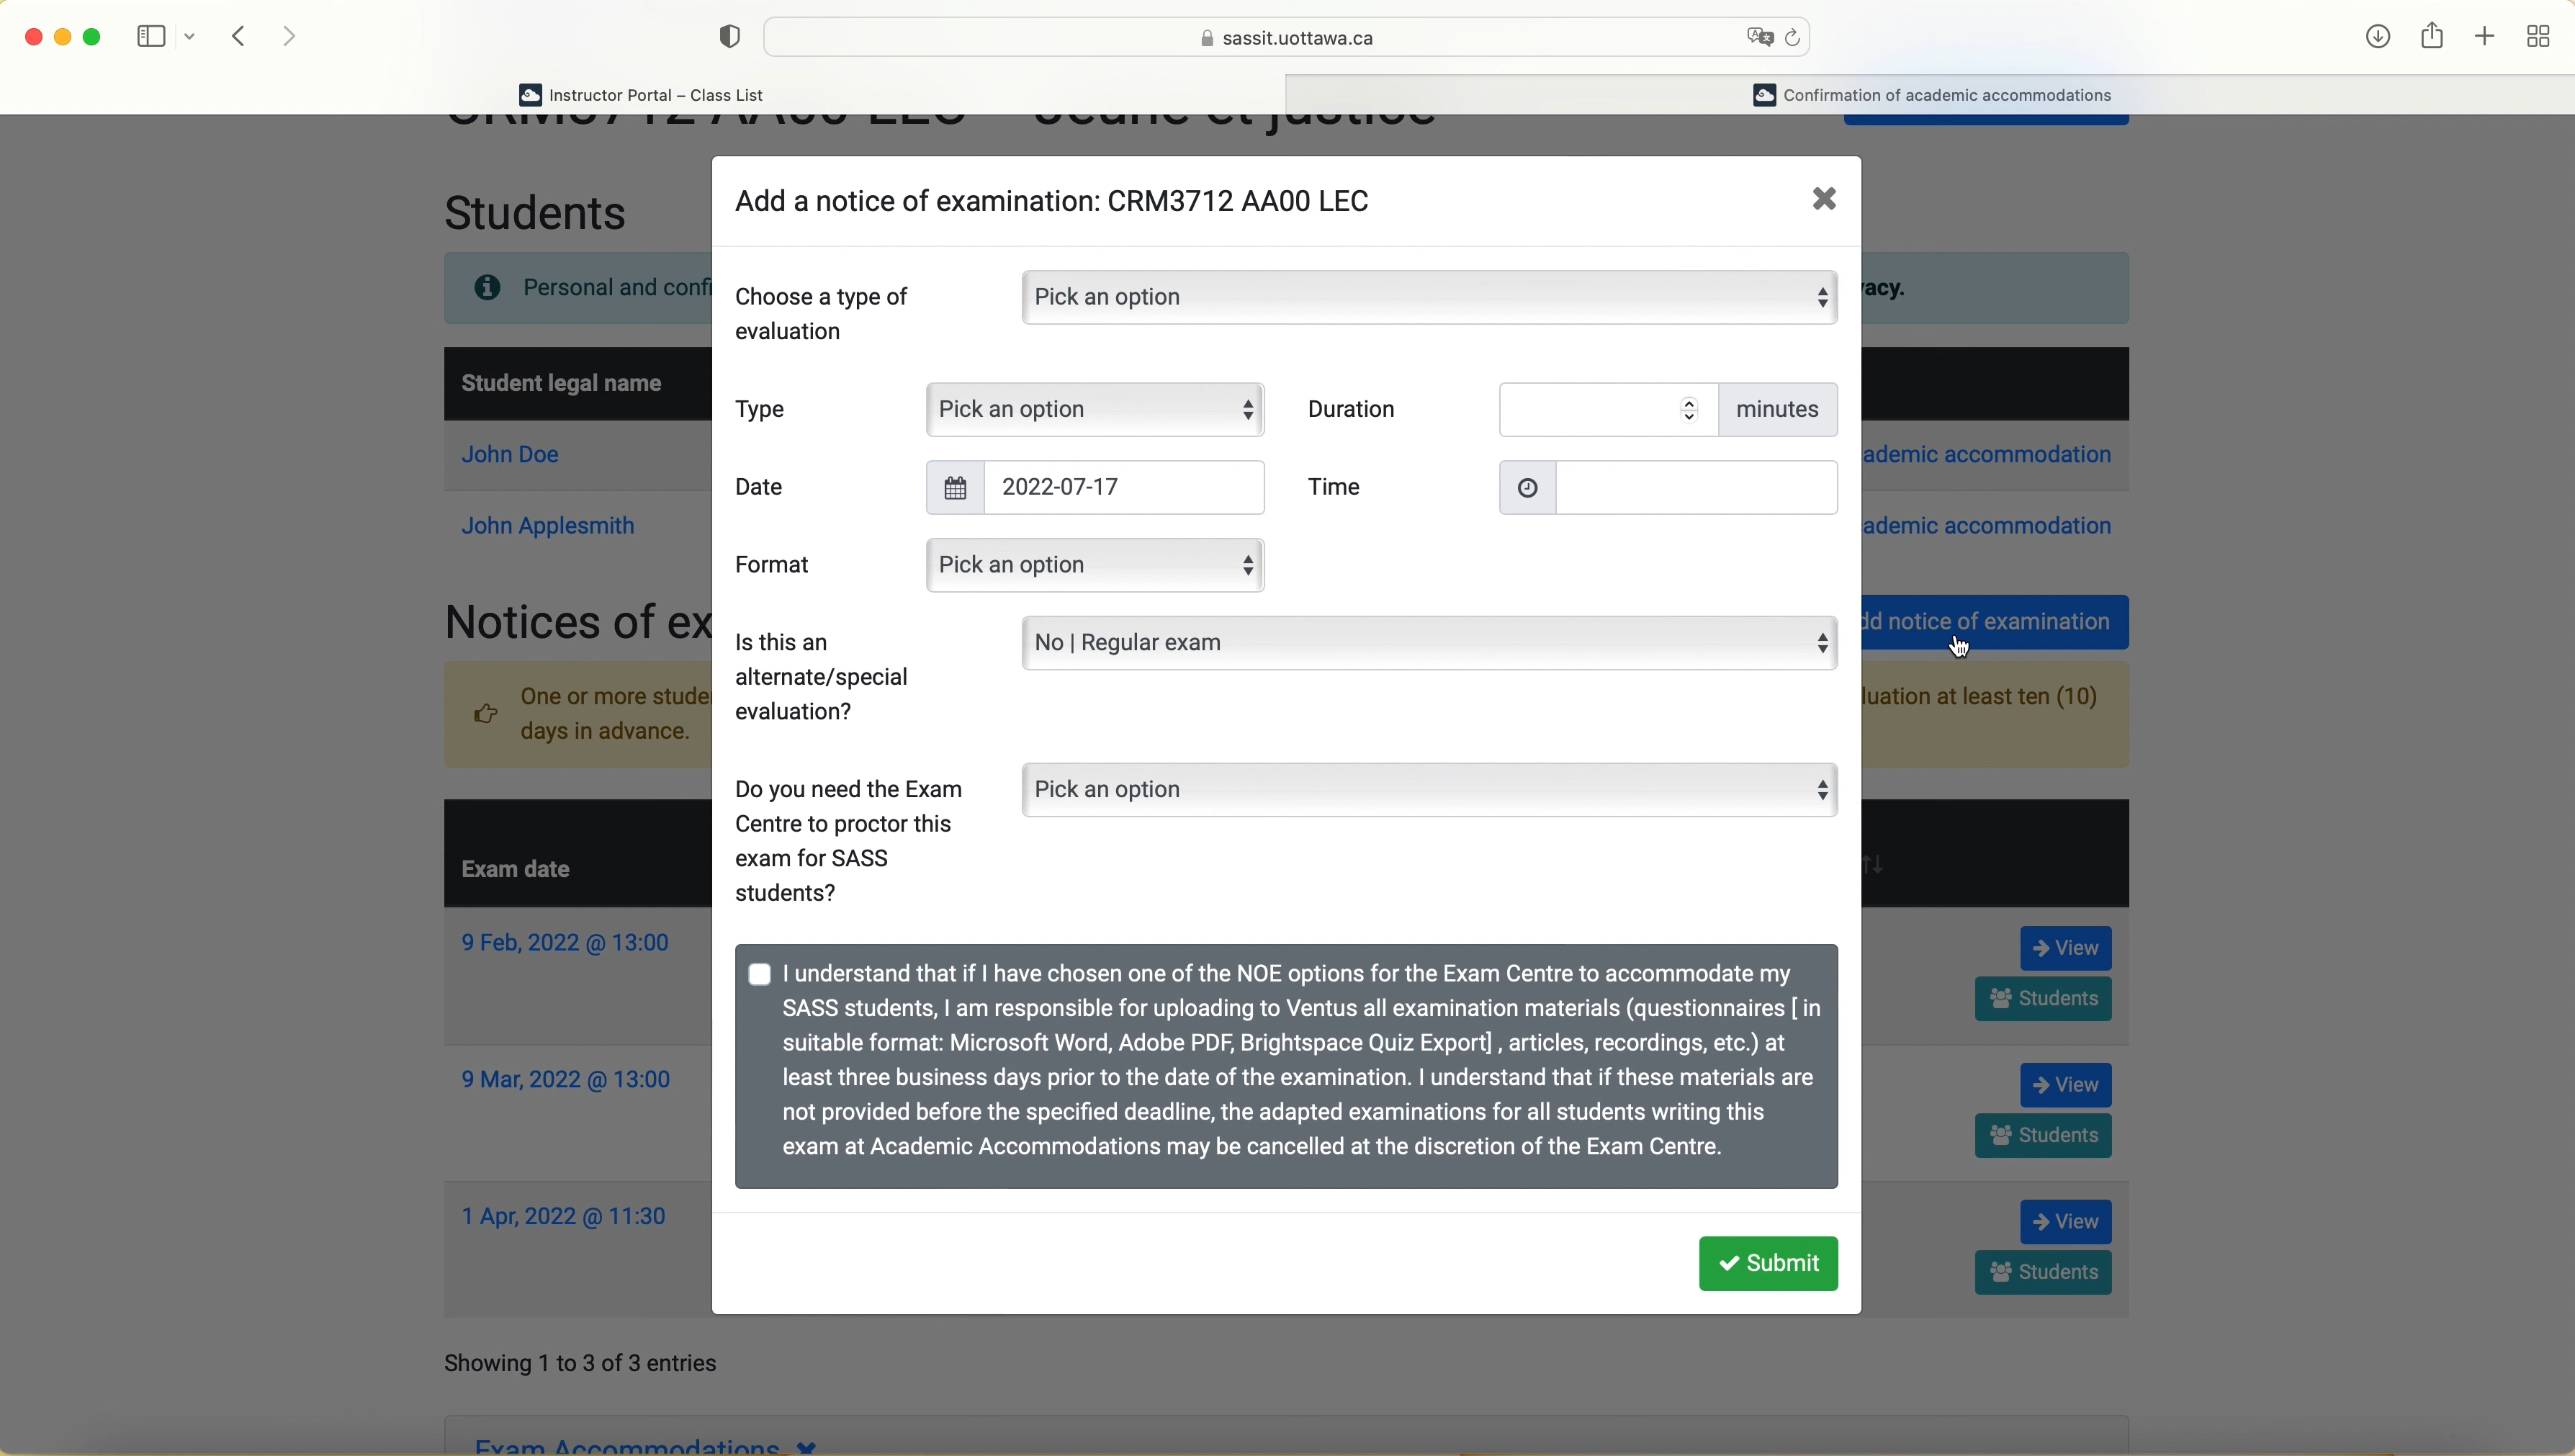 sassit.uottawa.ca
Instructor Portal – Class List
Confirmation of academic accommodations
Add a notice of examination: CRM3712 AA00 LEC
Students
Personal and confi
acy.
Choose a type of
evaluation
Pick an option
Student legal name
Type
Pick an option
Duration
minutes
John Doe
ademic accommodation
Date
2022-07-17
Time
John Applesmith
ademic accommodation
Format
Pick an option
Notices of ex
dd notice of examination
Is this an
alternate/special
evaluation?
No | Regular exam
One or more stude
days in advance.
luation at least ten (10)
Do you need the Exam
Centre to proctor this
exam for SASS
students?
Pick an option
Exam date
9 Feb, 2022 @ 13:00
View
Students
I understand that if I have chosen one of the NOE options for the Exam Centre to accommodate my
SASS students, I am responsible for uploading to Ventus all examination materials (questionnaires [ in
suitable format: Microsoft Word, Adobe PDF, Brightspace Quiz Export] , articles, recordings, etc.) at
least three business days prior to the date of the examination. I understand that if these materials are
not provided before the specified deadline, the adapted examinations for all students writing this
exam at Academic Accommodations may be cancelled at the discretion of the Exam Centre.
9 Mar, 2022 @ 13:00
View
Students
1 Apr, 2022 @ 11:30
View
Students
Submit
Showing 1 to 3 of 3 entries
Exam Accommodations